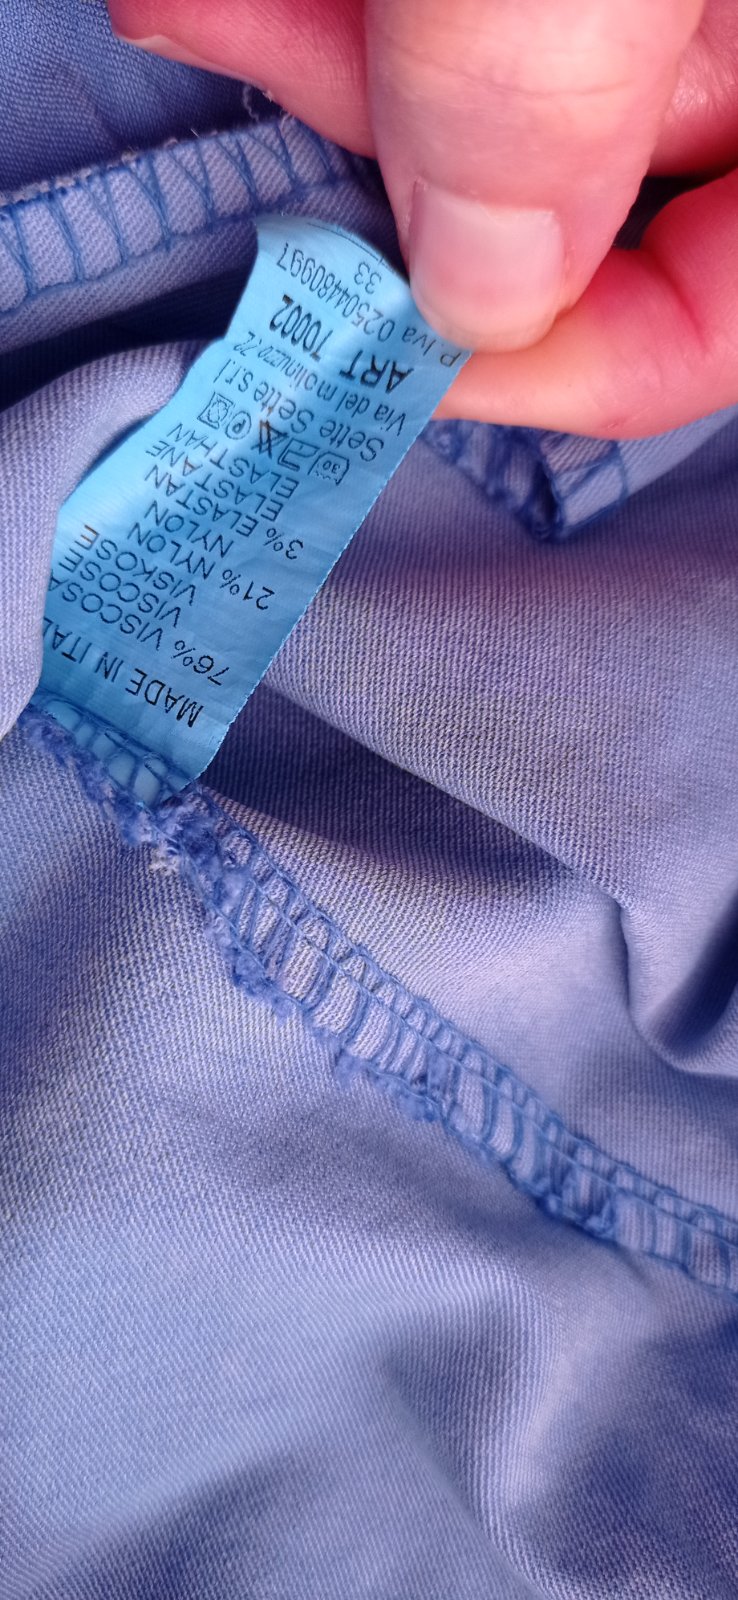 MADE IN ITAL
76% VISCOSA
VISCOSE
VISKOSE
21% NYLON
NYLON
3% ELASTAN
ELASTANE
ELASTHAN
30
Sette Sette s.r.l
Via del molinuzzo 72
ART 70002
P. Iva 02504480997
33